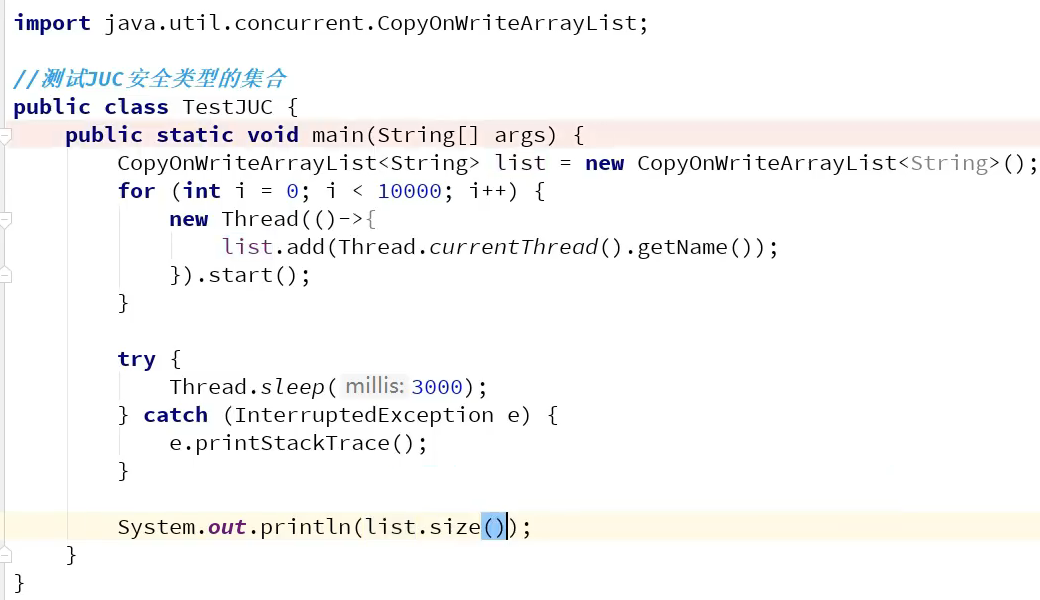 import java.util.concurrent.CopyOnWriteArrayList;
//测试JUC安全类型的集合
public class TestJUC {
    public static void main(String[] args) {
        CopyOnWriteArrayList<String> list = new CopyOnWriteArrayList<String>();
        for (int i = 0; i < 10000; i++) {
            new Thread(()->{
                list.add(Thread.currentThread().getName());
            }).start();
        }
        try {
            Thread.sleep( millis: 3000);
        } catch (InterruptedException e) {
            e.printStackTrace();
        }
        System.out.println(list.size());
    }
}